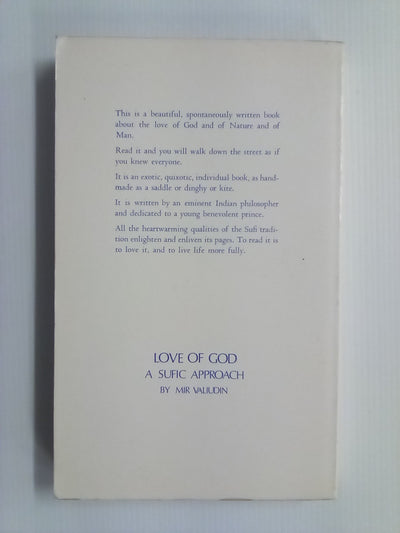 This is a beautiful, spontaneously written book
about the love of God and of Nature and of
Man.
Read it and you will walk down the street as if
you knew everyone.
It is an exotic, quixotic, individual book, as hand-
made as a saddle or dinghy or kite.
It is written by an eminent Indian philosopher
and dedicated to a young benevolent prince.
All the heartwarming qualities of the Sufi tradi-
tion enlighten and enliven its pages. To read it is
to love it, and to live life more fully.
LOVE OF GOD
A SUFIC APPROACH
BY MIR VALIUDIN